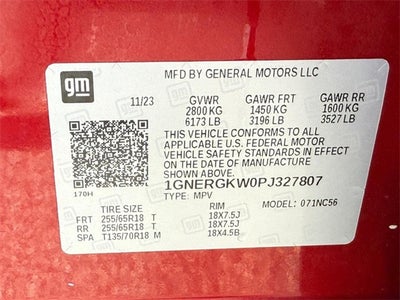 gm
MFD BY GENERAL MOTORS LLC
11/23 GVWR GAWR FRT GAWR RR
2800 KG 1450 KG 1600 KG
6173 LB 3196 LB 3527 LB
THIS VEHICLE CONFORMS TO ALL
APPLICABLE U.S. FEDERAL MOTOR
VEHICLE SAFETY STANDARDS IN EFFECT
ON THE DATE OF MANUFACTURE SHOWN ABOVE.
1GNERGKW0PJ327807
170H TYPE: MPV MODEL: 071NC56
TIRE SIZE RIM
FRT 255/65R18 T 18X7.5J
RR 255/65R18 T 18X7.5J
SPA T135/70R18 M 18X4.5B